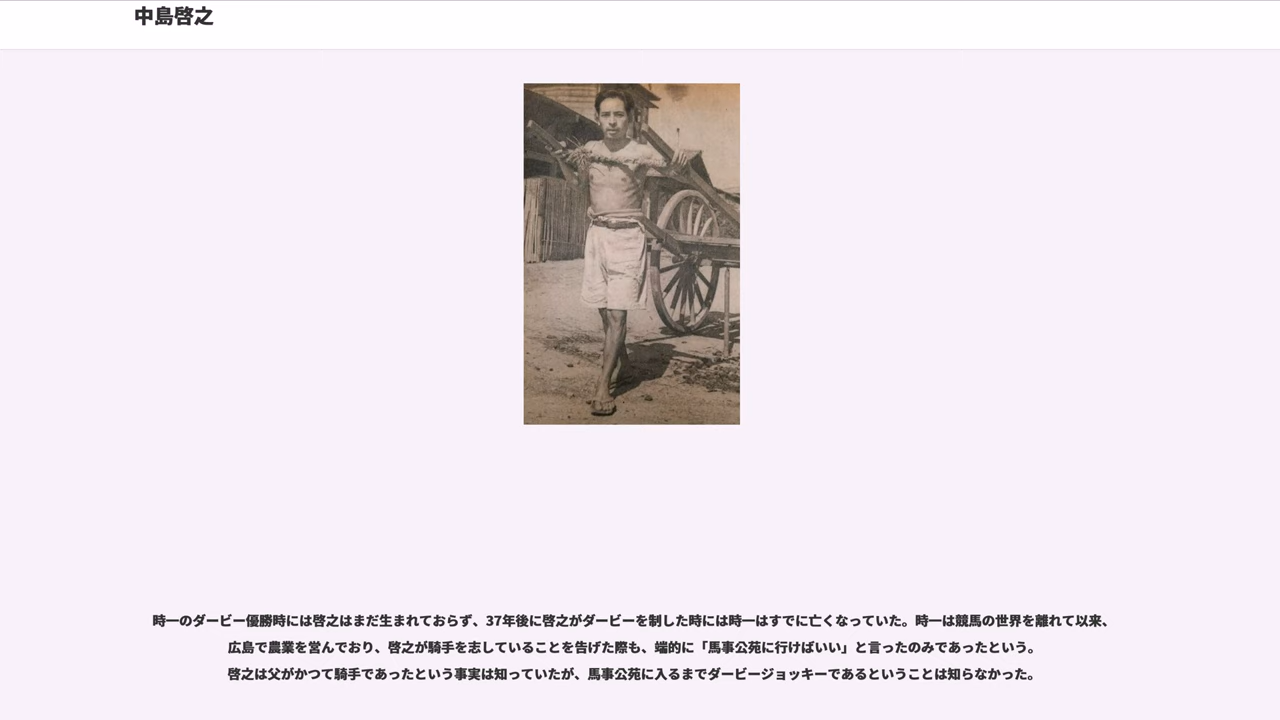 中島啓之
時一のダービー優勝時には啓之はまだ生まれておらず、37年後に啓之がダービーを制した時には時一はすでに亡くなっていた。時一は競馬の世界を離れて以来、
広島で農業を営んでおり、啓之が騎手を志していることを告げた際も、端的に「馬事公苑に行けばいい」と言ったのみであったという。
啓之は父がかつて騎手であったという事実は知っていたが、馬事公苑に入るまでダービージョッキーであるということは知らなかった。